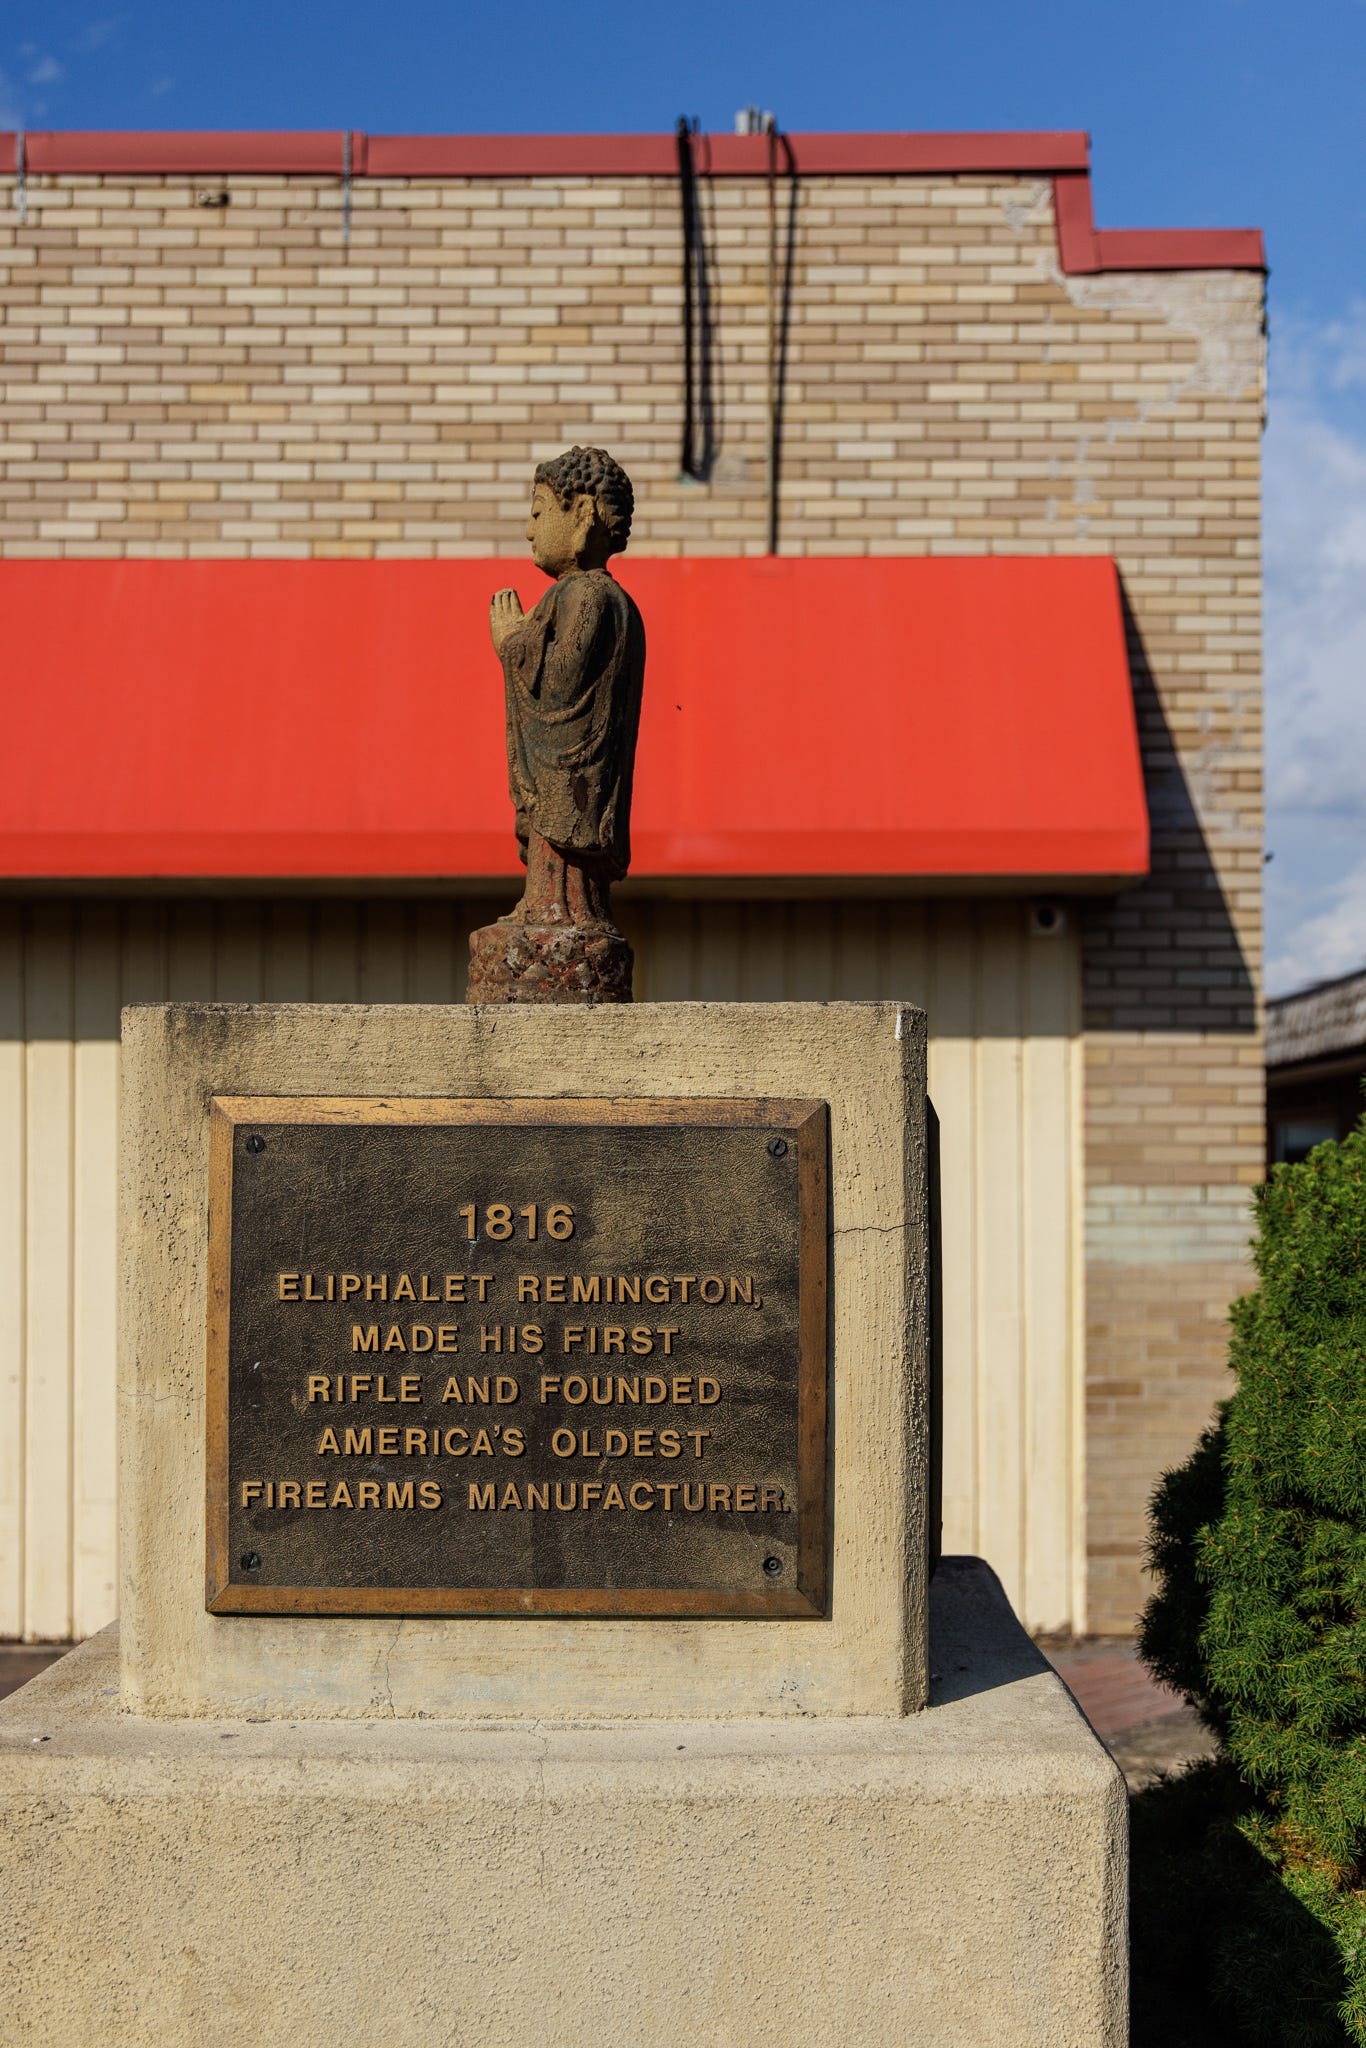 1816
ELIPHALET REMINGTON,
MADE HIS FIRST
RIFLE AND FOUNDED
AMERICA'S OLDEST
FIREARMS MANUFACTURER.